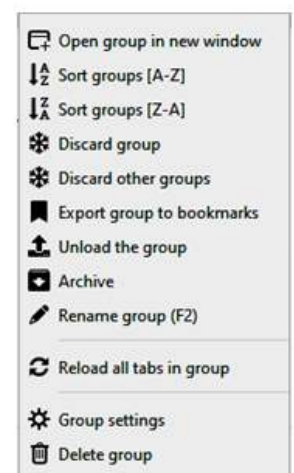 Open group in new window
Sort groups [A-Z]
Sort groups [Z-A]
Discard group
Discard other groups
Export group to bookmarks
Unload the group
Archive
Rename group (F2)
Reload all tabs in group
Group settings
Delete group